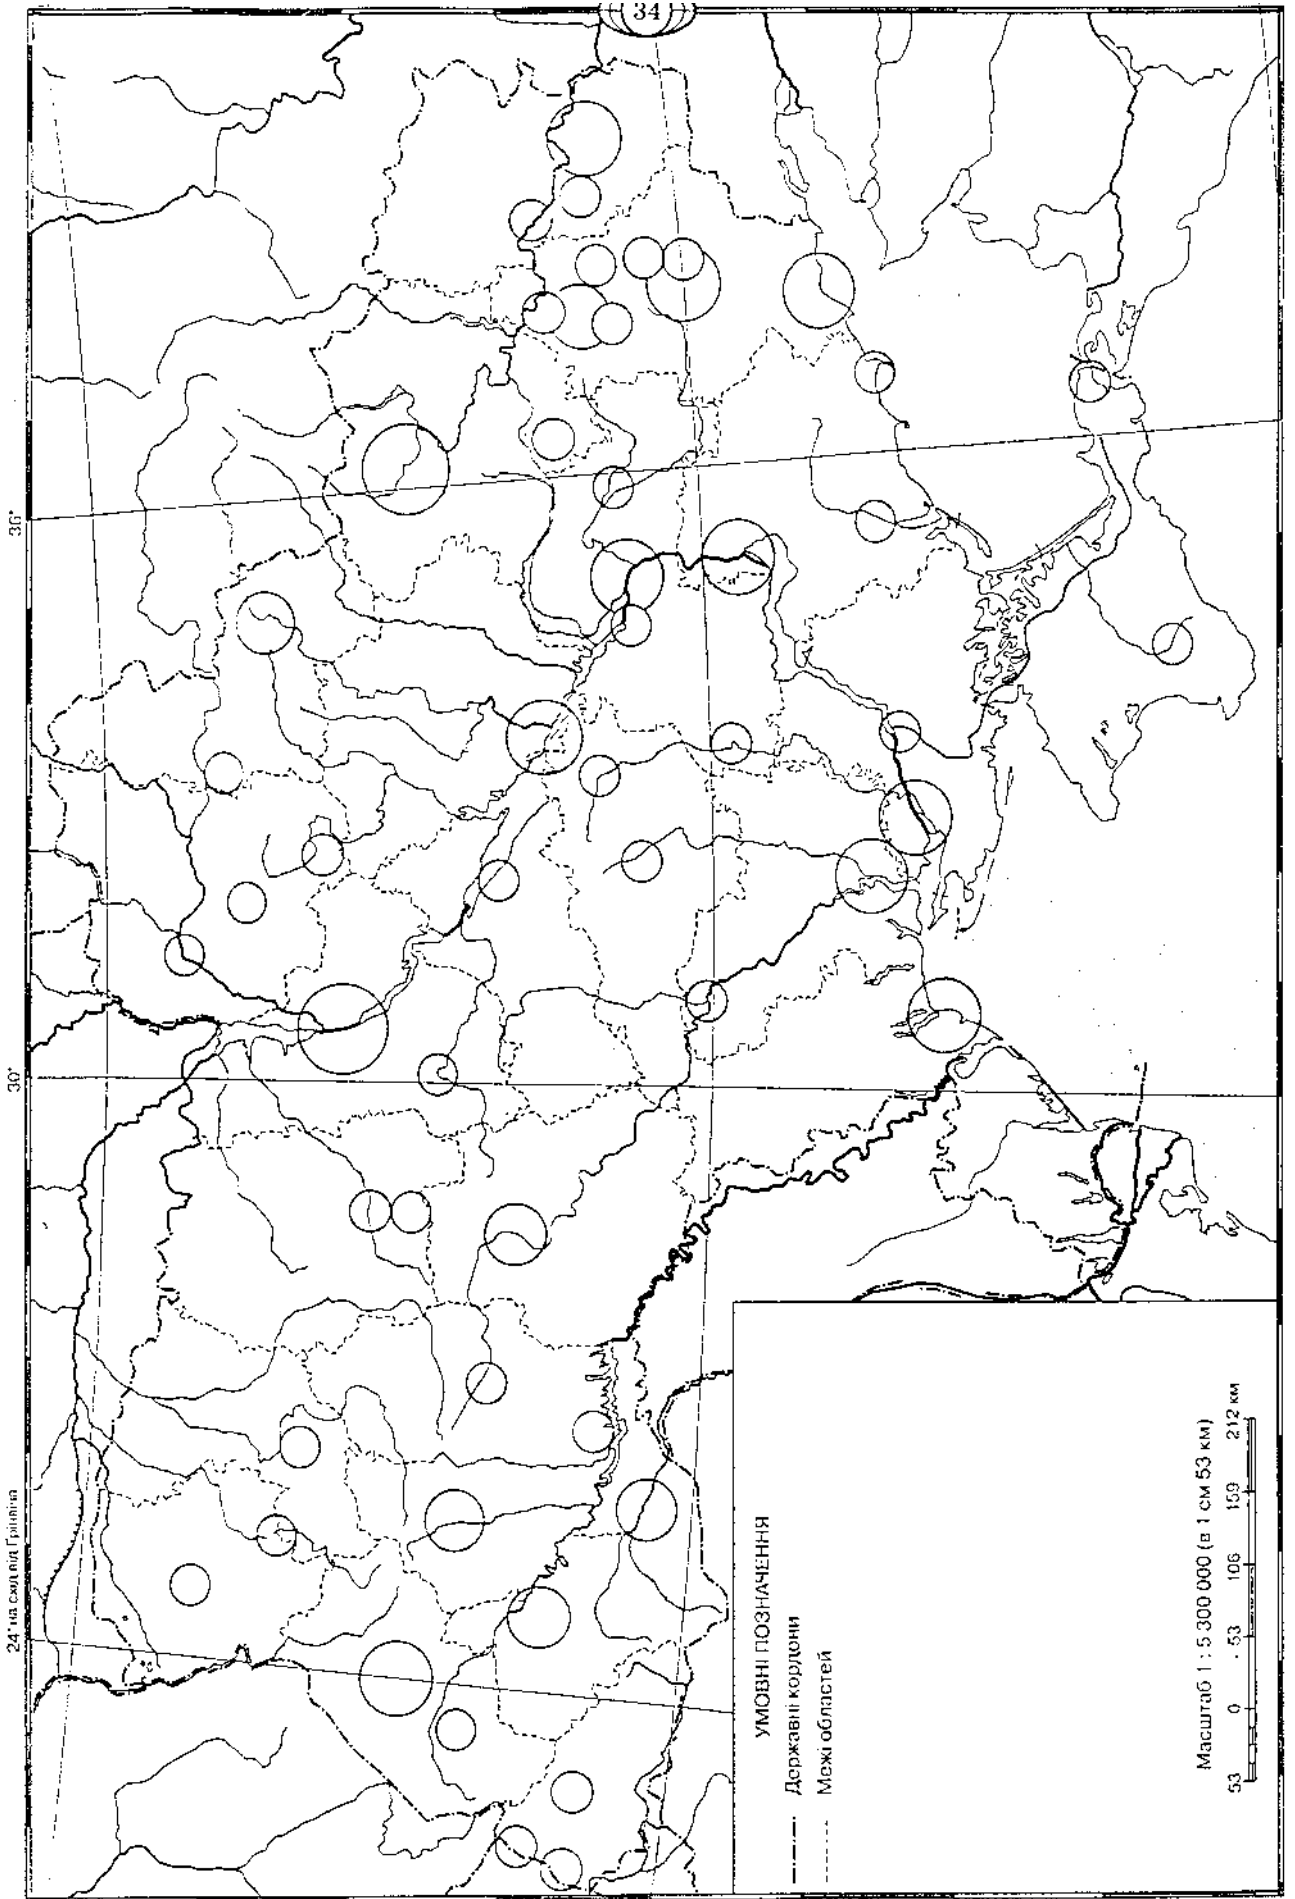 34
36°
30°
24° на схід від Грінвіча
УМОВНІ ПОЗНАЧЕННЯ
Державні кордони
Межі областей
Масштаб 1 : 5 300 000 (в 1 см 53 км)
53 0 53 106 159 212 км